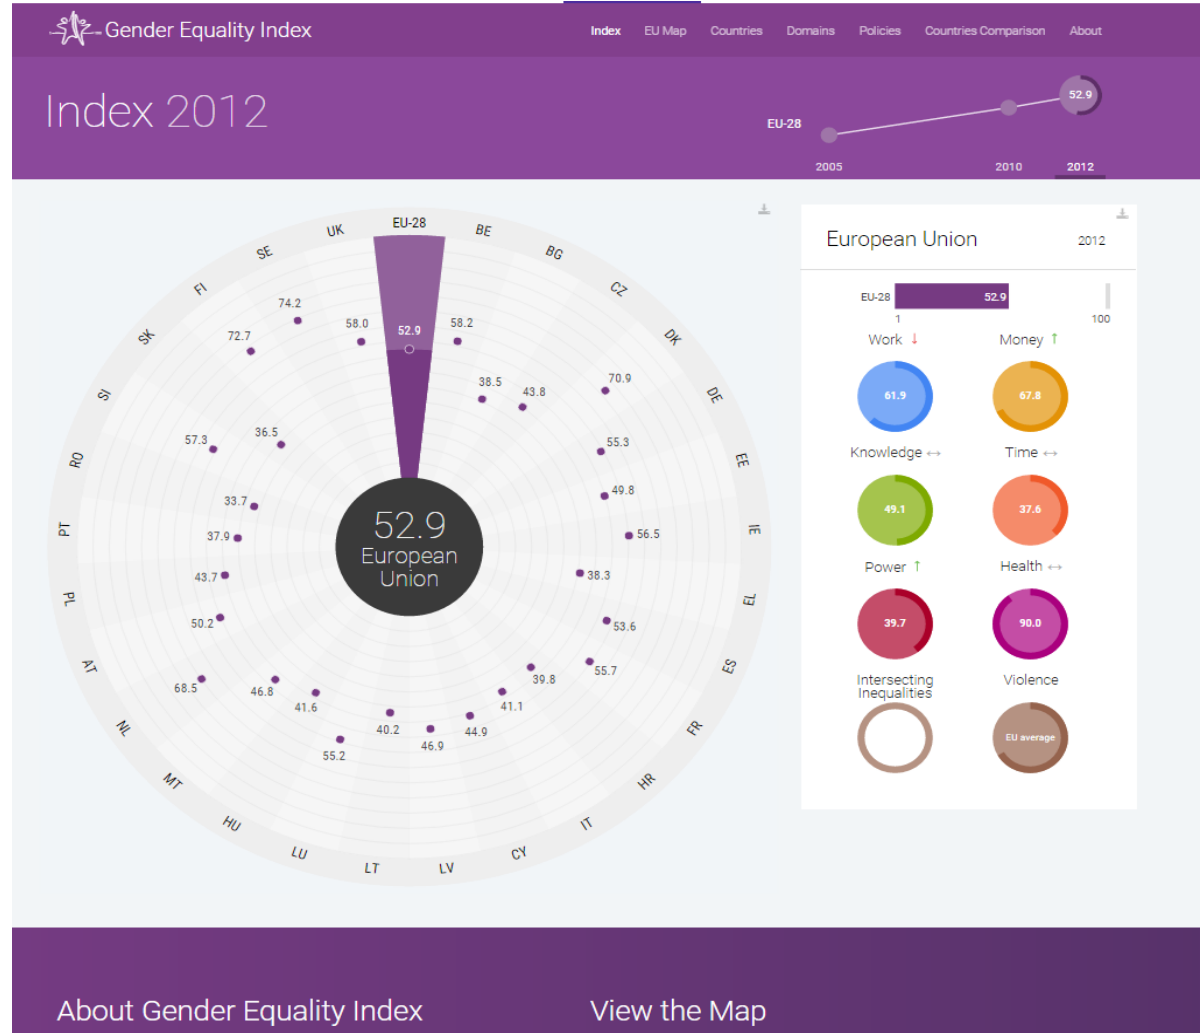 Gender Equality Index
Index EU Map Countries Domains Policies Countries Comparison About
Index 2012
EU-28
52.9
2005 2010 2012
EU-28
BE
BG
CZ
DK
DE
EE
IE
EL
ES
FR
HR
IT
CY
LV
LT
LU
HU
MT
NL
AT
PL
PT
RO
SI
SK
FI
SE
UK
52.9
58.2
38.5
43.8
70.9
55.3
49.8
56.5
38.3
53.6
55.7
39.8
41.1
44.9
46.9
40.2
55.2
41.6
46.8
68.5
50.2
43.7
37.9
33.7
57.3
36.5
72.7
74.2
58.0
52.9
European
Union
European Union 2012
EU-28 52.9
1 100
Work ↓ Money ↑
61.9 67.8
Knowledge ↔ Time ↔
49.1 37.6
Power ↑ Health ↔
39.7 90.0
Intersecting
Inequalities
Violence
EU average
About Gender Equality Index View the Map